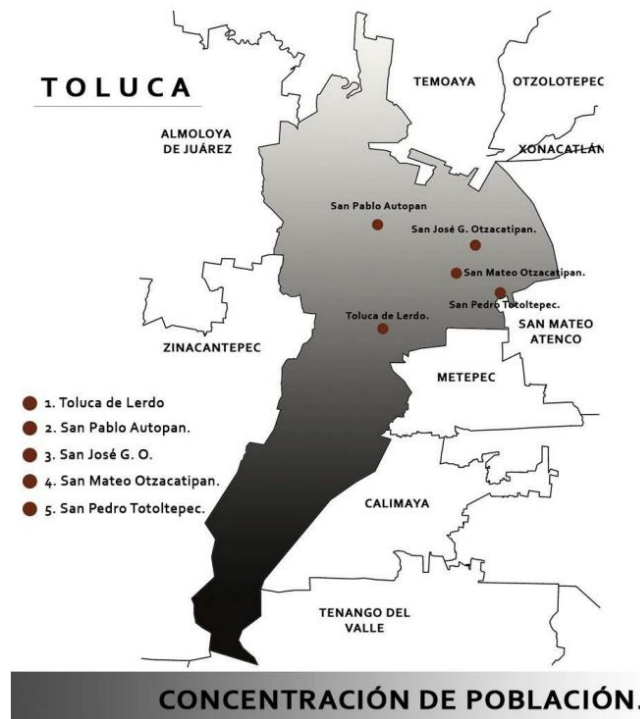 TOLUCA
TEMOAYA
OTZOLOTEPEC
ALMOLOYA
DE JUÁREZ
XONACATLÁN
San Pablo Autopan
San José G. Otzacatipan.
San Mateo Otzacatipan.
San Pedro Totoltepec.
Toluca de Lerdo.
SAN MATEO
ATENCO
ZINACANTEPEC
METEPEC
1. Toluca de Lerdo
2. San Pablo Autopan.
3. San José G. O.
4. San Mateo Otzacatipan.
5. San Pedro Totoltepec.
CALIMAYA
TENANGO DEL
VALLE
CONCENTRACIÓN DE POBLACIÓN.